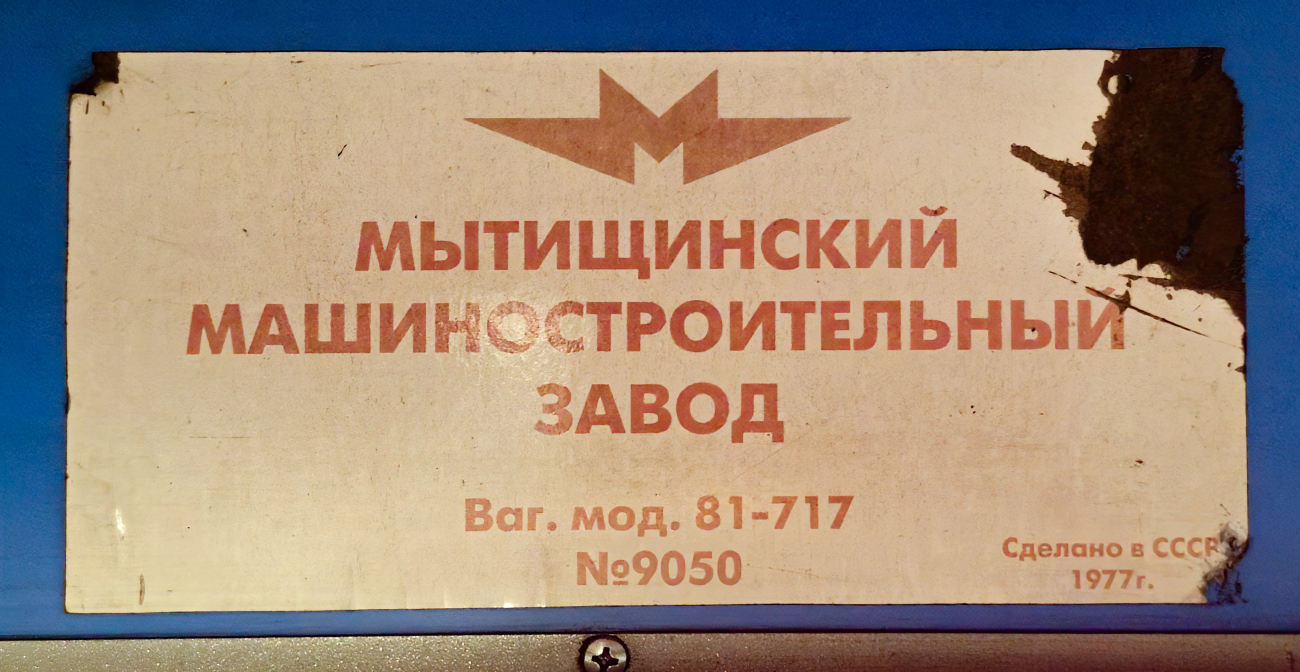 МЫТИЩИНСКИЙ
МАШИНОСТРОИТЕЛЬНЫЙ
ЗАВОД
Ваг. мод. 81-717
№9050
Сделано в СССР
1977г.